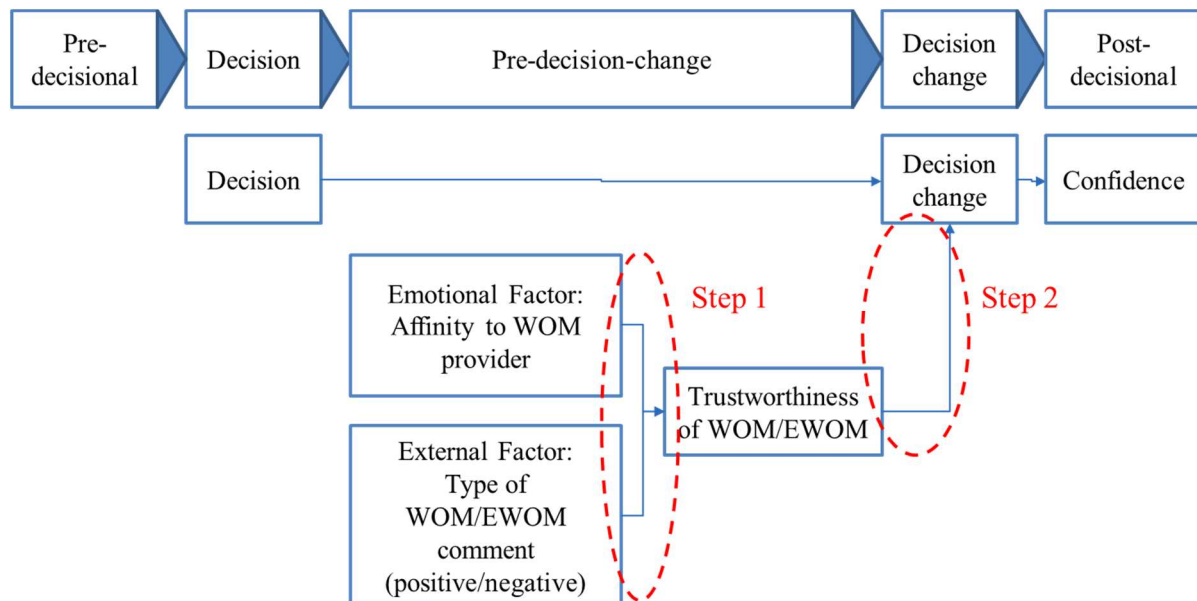 Pre-
decisional
Decision
Pre-decision-change
Decision
change
Post-
decisional
Decision
Decision
change
Confidence
Emotional Factor:
Affinity to WOM
provider
Step 1
Step 2
Trustworthiness
of WOM/EWOM
External Factor:
Type of
WOM/EWOM
comment
(positive/negative)